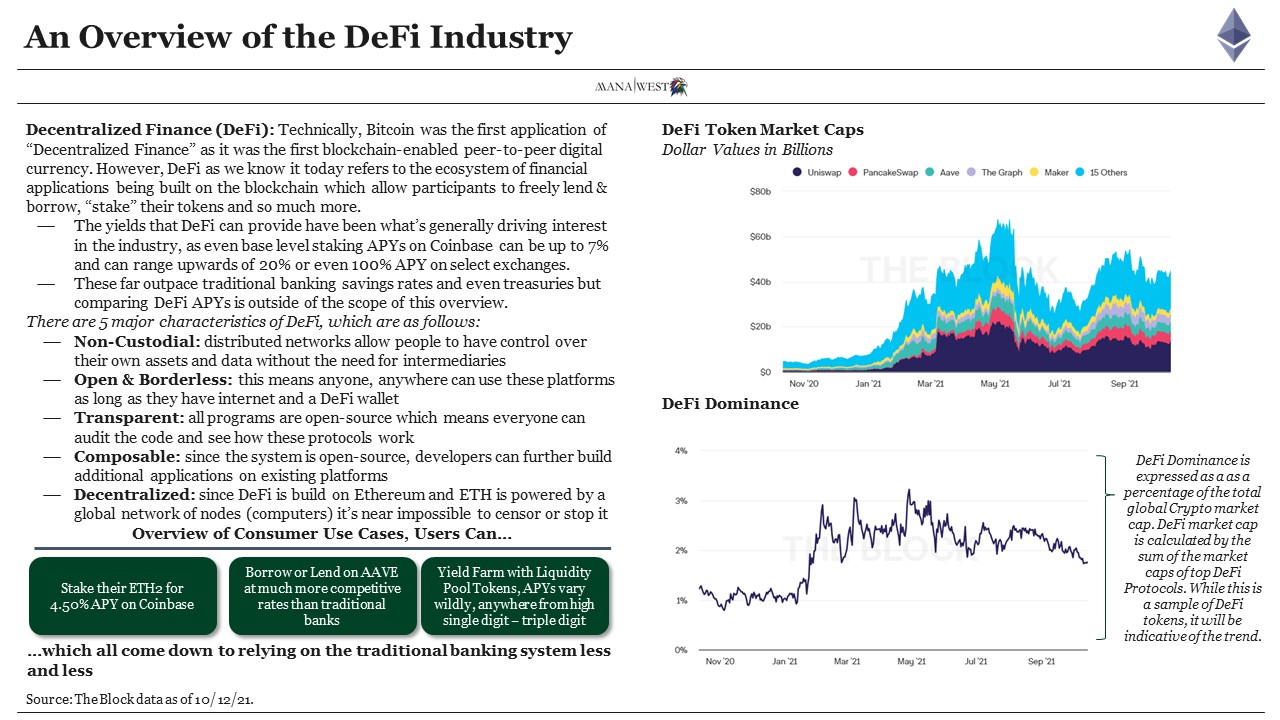 An Overview of the DeFi Industry
MANA|WEST
Decentralized Finance (DeFi): Technically, Bitcoin was the first application of
“Decentralized Finance” as it was the first blockchain-enabled peer-to-peer digital
currency. However, DeFi as we know it today refers to the ecosystem of financial
applications being built on the blockchain which allow participants to freely lend &
borrow, “stake” their tokens and so much more.
— The yields that DeFi can provide have been what’s generally driving interest
in the industry, as even base level staking APYs on Coinbase can be up to 7%
and can range upwards of 20% or even 100% APY on select exchanges.
— These far outpace traditional banking savings rates and even treasuries but
comparing DeFi APYs is outside of the scope of this overview.
There are 5 major characteristics of DeFi, which are as follows:
— Non-Custodial: distributed networks allow people to have control over
their own assets and data without the need for intermediaries
— Open & Borderless: this means anyone, anywhere can use these platforms
as long as they have internet and a DeFi wallet
— Transparent: all programs are open-source which means everyone can
audit the code and see how these protocols work
— Composable: since the system is open-source, developers can further build
additional applications on existing platforms
— Decentralized: since DeFi is build on Ethereum and ETH is powered by a
global network of nodes (computers) it’s near impossible to censor or stop it
Overview of Consumer Use Cases, Users Can…
Stake their ETH2 for
4.50% APY on Coinbase
Borrow or Lend on AAVE
at much more competitive
rates than traditional
banks
Yield Farm with Liquidity
Pool Tokens, APYs vary
wildly, anywhere from high
single digit – triple digit
…which all come down to relying on the traditional banking system less
and less
Source: The Block data as of 10/12/21.
DeFi Token Market Caps
Dollar Values in Billions
Uniswap PancakeSwap Aave The Graph Maker 15 Others
$80b
$60b
THE BLOCK
$40b
$20b
$0
Nov '20 Jan '21 Mar '21 May '21 Jul '21 Sep '21
DeFi Dominance
4%
3%
2%
THE BLOCK
1%
0%
Nov '20 Jan '21 Mar '21 May '21 Jul '21 Sep '21
DeFi Dominance is
expressed as a as a
percentage of the total
global Crypto market
cap. DeFi market cap
is calculated by the
sum of the market
caps of top DeFi
Protocols. While this is
a sample of DeFi
tokens, it will be
indicative of the trend.